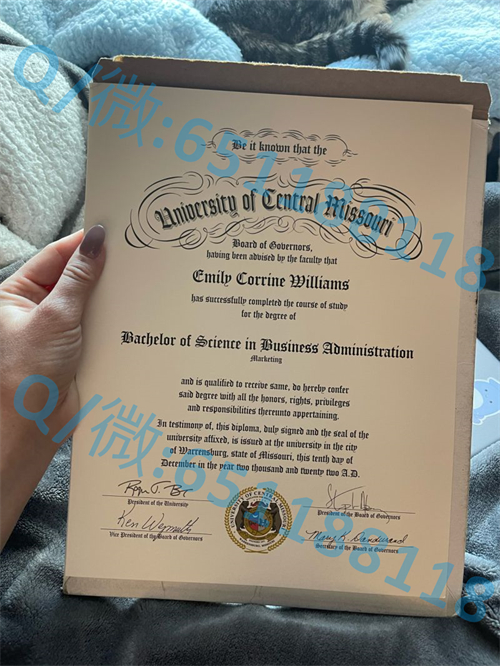 Be it known that the
University of Central Missouri
Board of Governors,
having been advised by the faculty that
Emily Corrine Williams
has successfully completed the course of study
for the degree of
Bachelor of Science in Business Administration
Marketing
and is qualified to receive same, do hereby confer
said degree with all the honors, rights, privileges
and responsibilities thereunto appertaining.
In testimony of this, diploma, duly signed and the seal of the
university affixed, is issued at the university in the city
of Warrensburg, state of Missouri, this tenth day of
December in the year two thousand and twenty two A.D.
President of the University
President of the Board of Governors
Ken Weymuth
Vice President of the Board of Governors
Secretary of the Board of Governors
UNIVERSITY OF CENTRAL MISSOURI
Q/微:651198118
Q/微:651198118